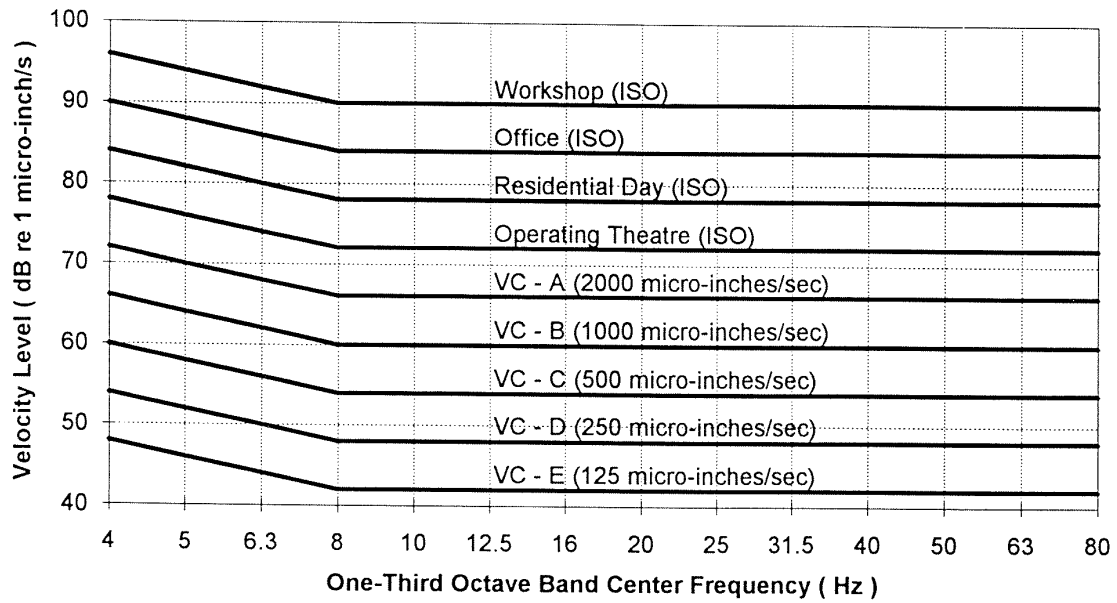 Velocity Level ( dB re 1 micro-inch/s )
100
90
80
70
60
50
40
Workshop (ISO)
Office (ISO)
Residential Day (ISO)
Operating Theatre (ISO)
VC - A (2000 micro-inches/sec)
VC - B (1000 micro-inches/sec)
VC - C (500 micro-inches/sec)
VC - D (250 micro-inches/sec)
VC - E (125 micro-inches/sec)
4 5 6.3 8 10 12.5 16 20 25 31.5 40 50 63 80
One-Third Octave Band Center Frequency ( Hz )